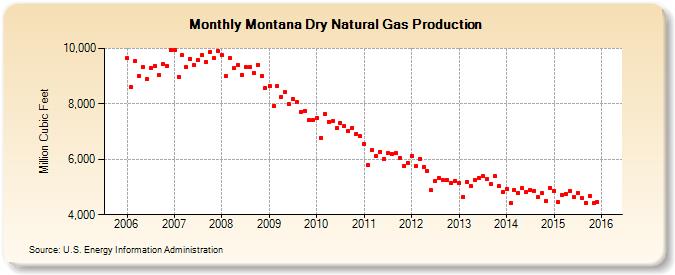 Monthly Montana Dry Natural Gas Production
Million Cubic Feet
10,000
8,000
6,000
4,000
2006 2007 2008 2009 2010 2011 2012 2013 2014 2015 2016
Source: U.S. Energy Information Administration